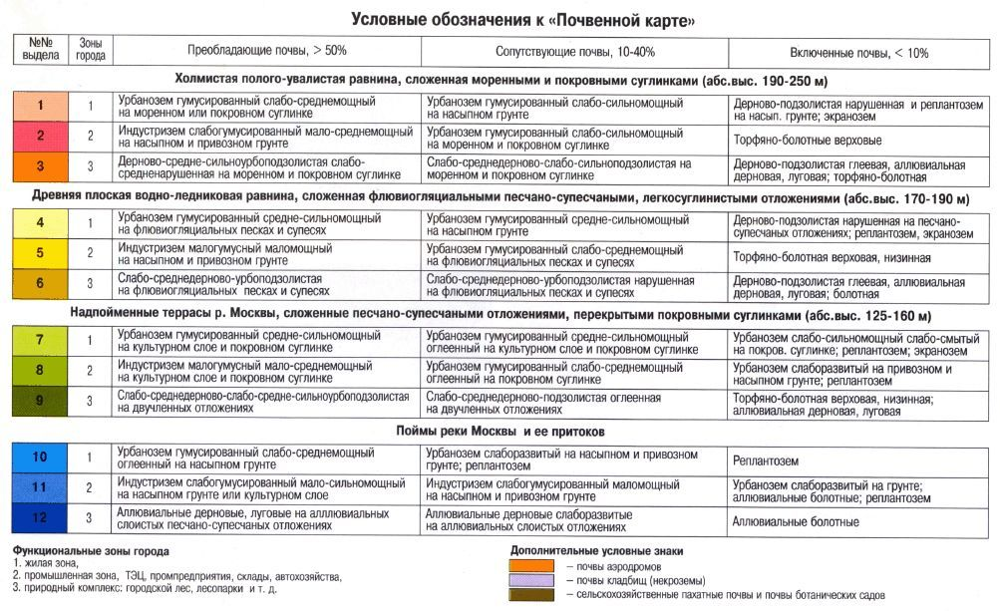 Условные обозначения к «Почвенной карте»
№№ выдела
Зоны города
Преобладающие почвы, > 50%
Сопутствующие почвы, 10-40%
Включенные почвы, < 10%
Холмистая полого-увалистая равнина, сложенная моренными и покровными суглинками (абс.выс. 190-250 м)
1
1
Урбанозем гумусированный слабо-среднемощный
на моренном или покровном суглинке
Урбанозем гумусированный слабо-сильномощный
на насыпном грунте
Дерново-подзолистая нарушенная и реплантозем
на насып. грунте; экранозем
2
2
Индустризем слабогумусированный мало-среднемощный
на насыпном и привозном грунте
Урбанозем гумусированный слабо-сильномощный
на моренном и покровном суглинке
Торфяно-болотные верховые
3
3
Дерново-средне-сильноурбоподзолистая слабо-
средненарушенная на моренном и покровном суглинке
Слабо-среднедерново-слабо-сильноподзолистая на
моренном и покровном суглинке
Дерново-подзолистая глеевая, аллювиальная
дерновая, луговая; торфяно-болотная
Древняя плоская водно-ледниковая равнина, сложенная флювиогляциальными песчано-супесчаными, легкосуглинистыми отложениями (абс.выс. 170-190 м)
4
1
Урбанозем гумусированный средне-сильномощный
на флювиогляциальных песках и супесях
Урбанозем гумусированный средне-сильномощный
на насыпном грунте
Дерново-подзолистая нарушенная на песчано-
супесчаных отложениях; реплантозем, экранозем
5
2
Индустризем малогумусный маломощный
на насыпном и привозном грунте
Урбанозем гумусированный слабо-среднемощный
на флювиогляциальных песках и супесях
Торфяно-болотная верховая, низинная
6
3
Слабо-среднедерново-урбоподзолистая
на флювиогляциальных песках и супесях
Слабо-среднедерново-урбоподзолистая нарушенная
на флювиогляциальных песках и супесях
Дерново-подзолистая глеевая, аллювиальная
дерновая, луговая; болотная
Надпойменные террасы р. Москвы, сложенные песчано-супесчаными отложениями, перекрытыми покровными суглинками (абс.выс. 125-160 м)
7
1
Урбанозем гумусированный средне-сильномощный
на культурном слое и покровном суглинке
Урбанозем гумусированный средне-сильномощный
оглеенный на культурном слое и покровном суглинке
Урбанозем слабо-сильномощный слабо-смытый
на покров. суглинке; реплантозем; экранозем
8
2
Индустризем малогумусный мало-среднемощный
на культурном слое и покровном суглинке
Урбанозем гумусированный слабо-среднемощный
оглеенный на покровном суглинке
Урбанозем слаборазвитый на привозном и
насыпном грунте; реплантозем
9
3
Слабо-среднедерново-слабо-средне-сильноурбоподзолистая
на двучленных отложениях
Слабо-среднедерново-подзолистая оглеенная
на двучленных отложениях
Торфяно-болотная верховая, низинная;
аллювиальная дерновая, луговая
Поймы реки Москвы и ее притоков
10
1
Урбанозем гумусированный слабо-среднемощный
оглеенный на насыпном грунте
Урбанозем слаборазвитый на насыпном и привозном
грунте; реплантозем
Реплантозем
11
2
Индустризем слабогумусированный мало-сильномощный
на насыпном грунте или культурном слое
Индустризем слабогумусированный маломощный
на насыпном и привозном грунте
Урбанозем слаборазвитый на грунте;
аллювиальные болотные; реплантозем
12
3
Аллювиальные дерновые, луговые на алллювиальных
слоистых песчано-супесчаных отложениях
Аллювиальные дерновые слаборазвитые
на аллювиальных слоистых отложениях
Аллювиальные болотные
Функциональные зоны города
1. жилая зона,
2. промышленная зона, ТЭЦ, промпредприятия, склады, автохозяйства,
3. природный комплекс: городской лес, лесопарки и т. д.
Дополнительные условные знаки
– почвы аэродромов
– почвы кладбищ (некроземы)
– сельскохозяйственные пахатные почвы и почвы ботанических садов